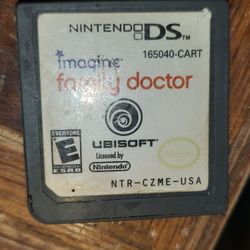 NINTENDO DS
165040-CART
imagine
family doctor
EVERYONE
E
ESRB
UBISOFT
Licensed by
Nintendo
NTR-CZME-USA